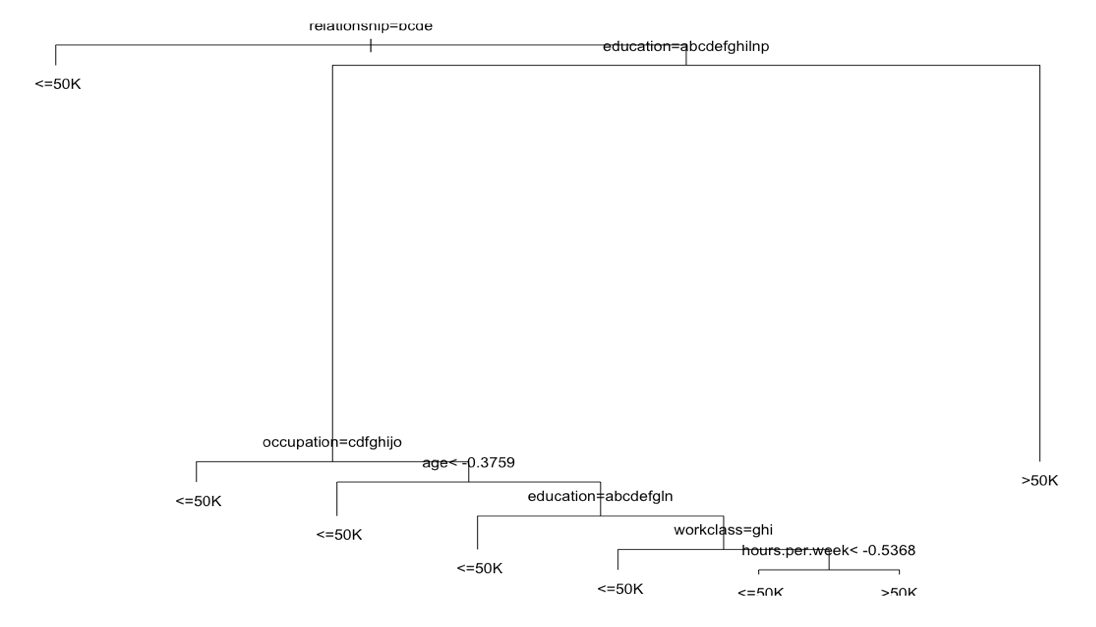 relationship=bcde
education=abcdefghilnp
<=50K
occupation=cdfghijo
age< -0.3759
>50K
education=abcdefgln
<=50K
workclass=ghi
<=50K
hours.per.week< -0.5368
<=50K
<=50K
<=50K
>50K